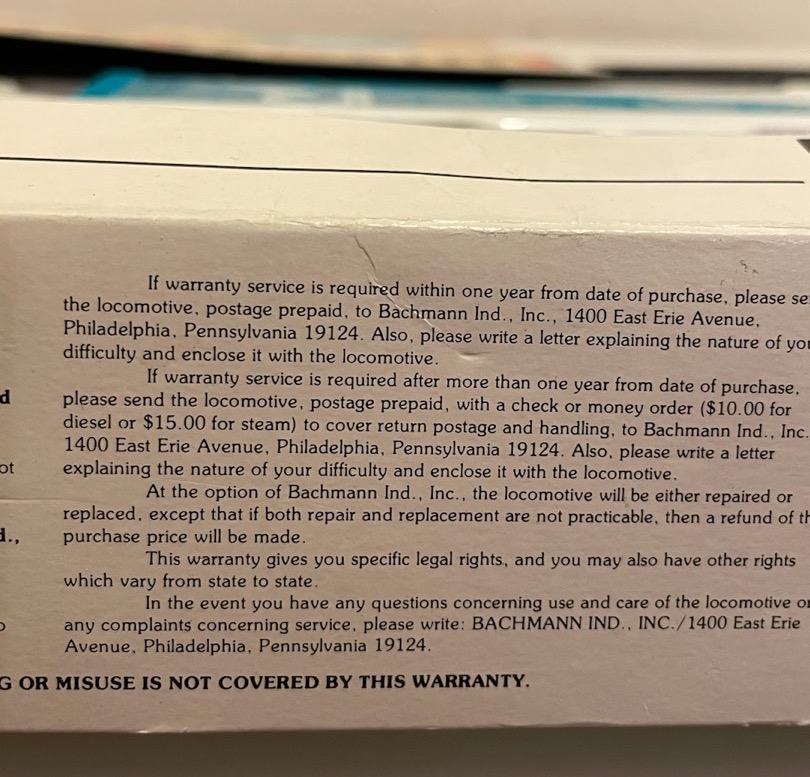 If warranty service is required within one year from date of purchase, please
the locomotive, postage prepaid, to Bachmann Ind., Inc., 1400 East Erie Avenue,
Philadelphia, Pennsylvania 19124. Also, please write a letter explaining the nature of
difficulty and enclose it with the locomotive.
If warranty service is required after more than one year from date of purchase,
please send the locomotive, postage prepaid, with a check or money order ($10.00 for
diesel or $15.00 for steam) to cover return postage and handling, to Bachmann Ind., Inc.
1400 East Erie Avenue, Philadelphia, Pennsylvania 19124. Also, please write a letter
explaining the nature of your difficulty and enclose it with the locomotive.
At the option of Bachmann Ind., Inc., the locomotive will be either repaired or
replaced, except that if both repair and replacement are not practicable, then a refund of
purchase price will be made.
This warranty gives you specific legal rights, and you may also have other rights
which vary from state to state.
In the event you have any questions concerning use and care of the locomotive or
any complaints concerning service, please write: BACHMANN IND., INC./1400 East Erie
Avenue, Philadelphia, Pennsylvania 19124.
OR MISUSE IS NOT COVERED BY THIS WARRANTY.